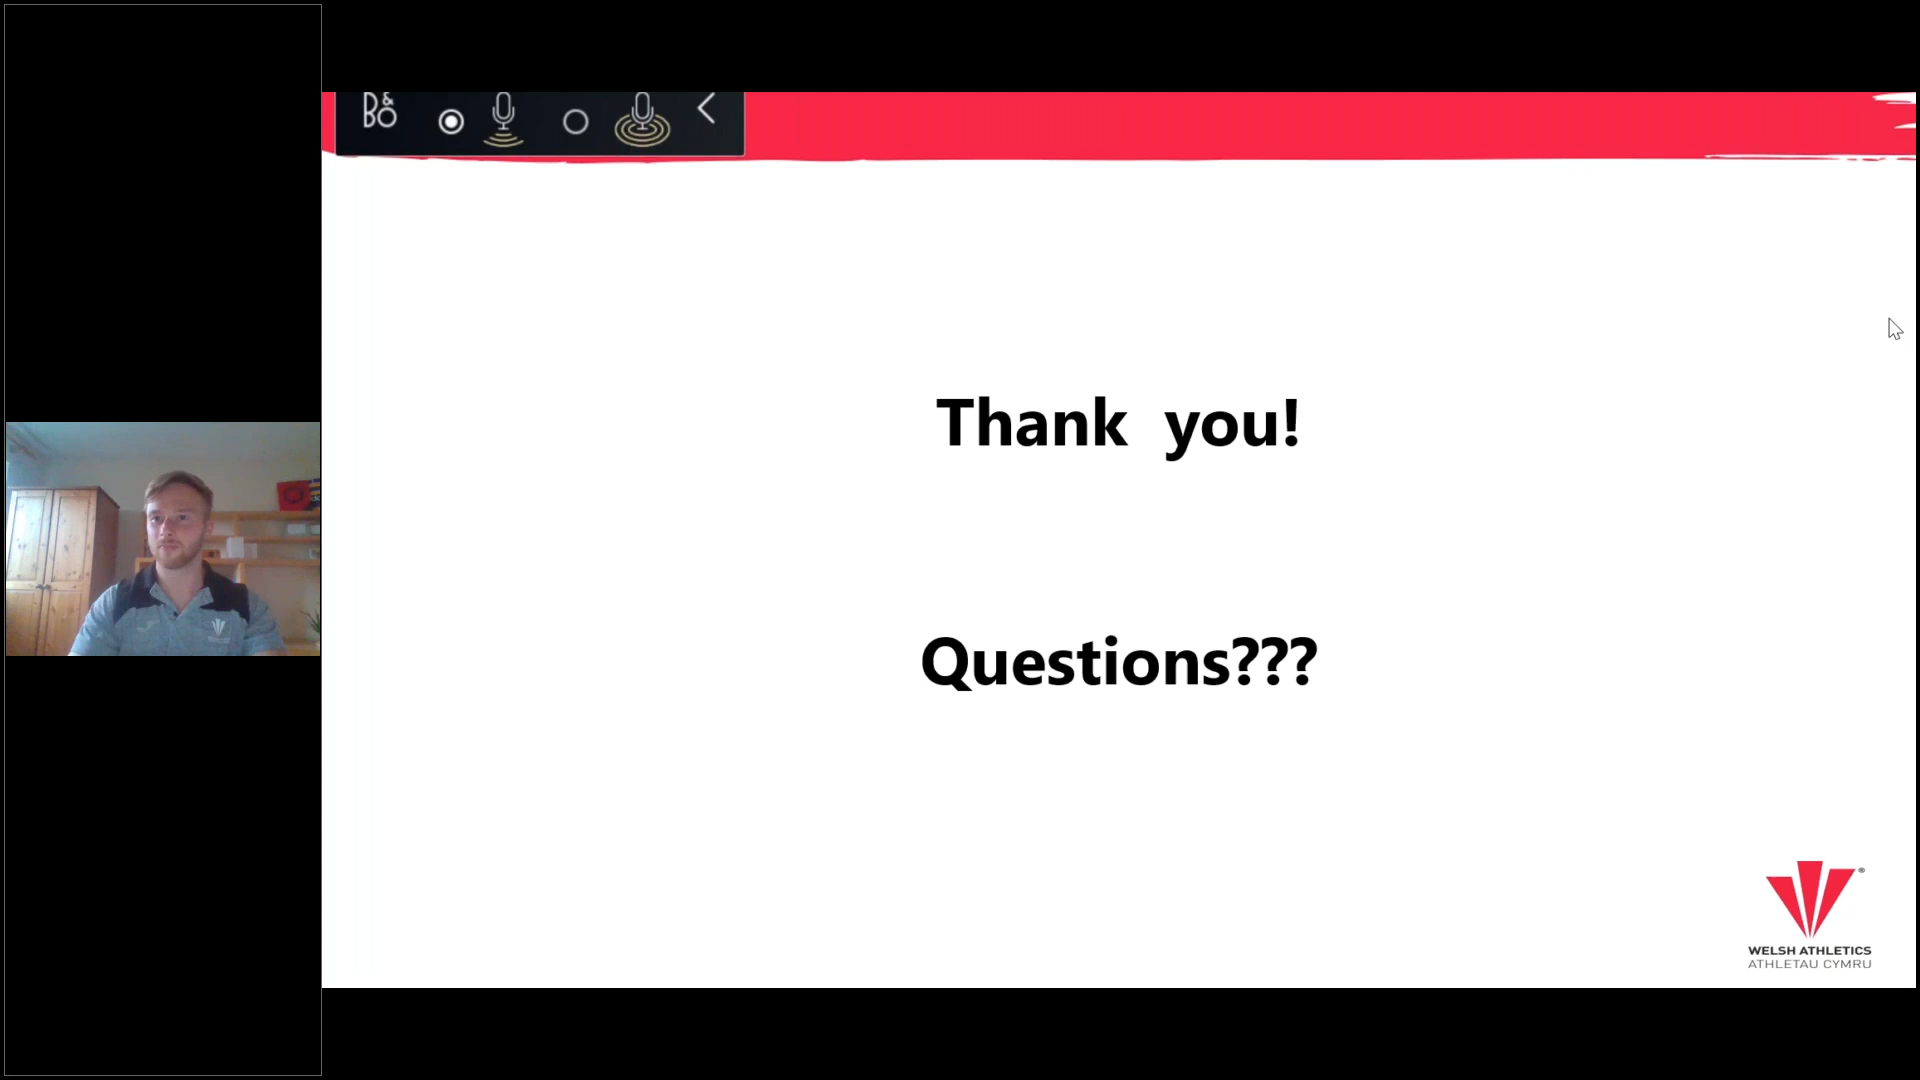 B&O
Thank you!
Questions???
®
WELSH ATHLETICS
ATHLETAU CYMRU